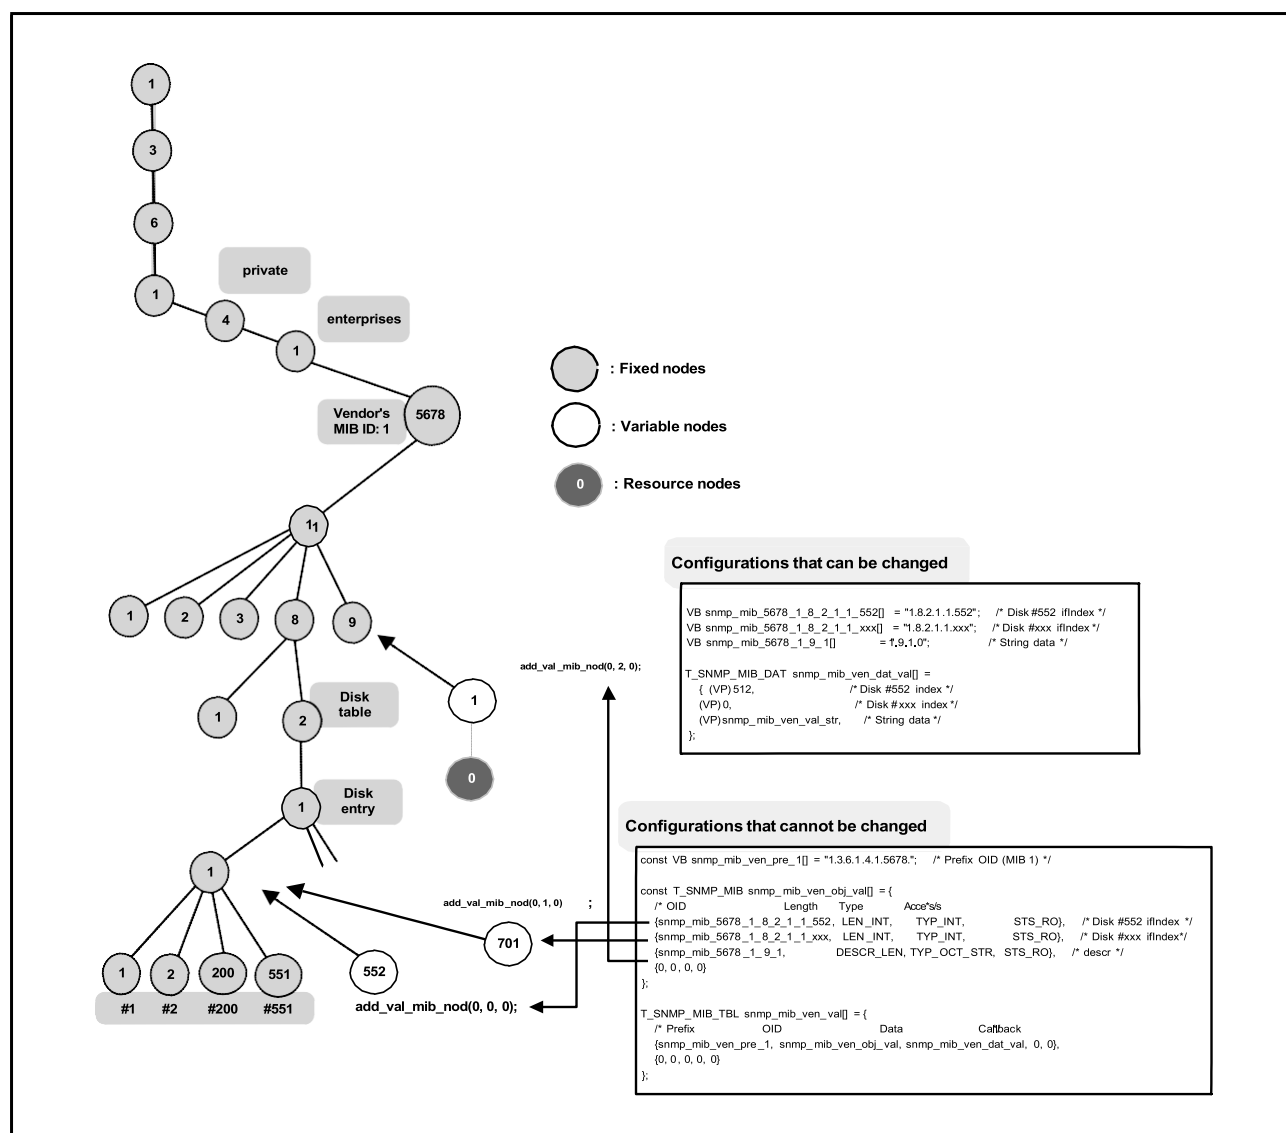 1
3
6
private
1
4
enterprises
1
: Fixed nodes
Vendor's
MIB ID: 1
5678
: Variable nodes
0
: Resource nodes
11
Configurations that can be changed
1
2
3
8
9
VB snmp_mib_5678_1_8_2_1_1_552[] = "1.8.2.1.1.552"; /* Disk #552 ifIndex */
VB snmp_mib_5678_1_8_2_1_1_xxx[] = "1.8.2.1.1.xxx"; /* Disk #xxx ifIndex */
VB snmp_mib_5678_1_9_1[] = "1.9.1.0"; /* String data */
T_SNMP_MIB_DAT snmp_mib_ven_dat_val[] =
{ (VP) 512, /* Disk #552 index */
(VP) 0, /* Disk # xxx index */
(VP) snmp_mib_ven_val_str, /* String data */
};
add_val_mib_nod(0, 2, 0);
1
Disk
table
1
2
0
Disk
entry
1
Configurations that cannot be changed
const VB snmp_mib_ven_pre_1[] = "1.3.6.1.4.1.5678."; /* Prefix OID (MIB 1) */
const T_SNMP_MIB snmp_mib_ven_obj_val[] = {
/* OID Length Type Acce*s/s
{snmp_mib_5678_1_8_2_1_1_552, LEN_INT, TYP_INT, STS_RO}, /* Disk #552 ifIndex */
{snmp_mib_5678_1_8_2_1_1_xxx, LEN_INT, TYP_INT, STS_RO}, /* Disk #xxx ifIndex*/
{snmp_mib_5678_1_9_1, DESCR_LEN, TYP_OCT_STR, STS_RO}, /* descr */
{0, 0, 0, 0}
};
T_SNMP_MIB_TBL snmp_mib_ven_val[] = {
/* Prefix OID Data Callback
{snmp_mib_ven_pre_1, snmp_mib_ven_obj_val, snmp_mib_ven_dat_val, 0, 0},
{0, 0, 0, 0, 0}
};
1
add_val_mib_nod(0, 1, 0) ;
701
1
2
200
551
552
#1
#2
#200
#551
add_val_mib_nod(0, 0, 0);